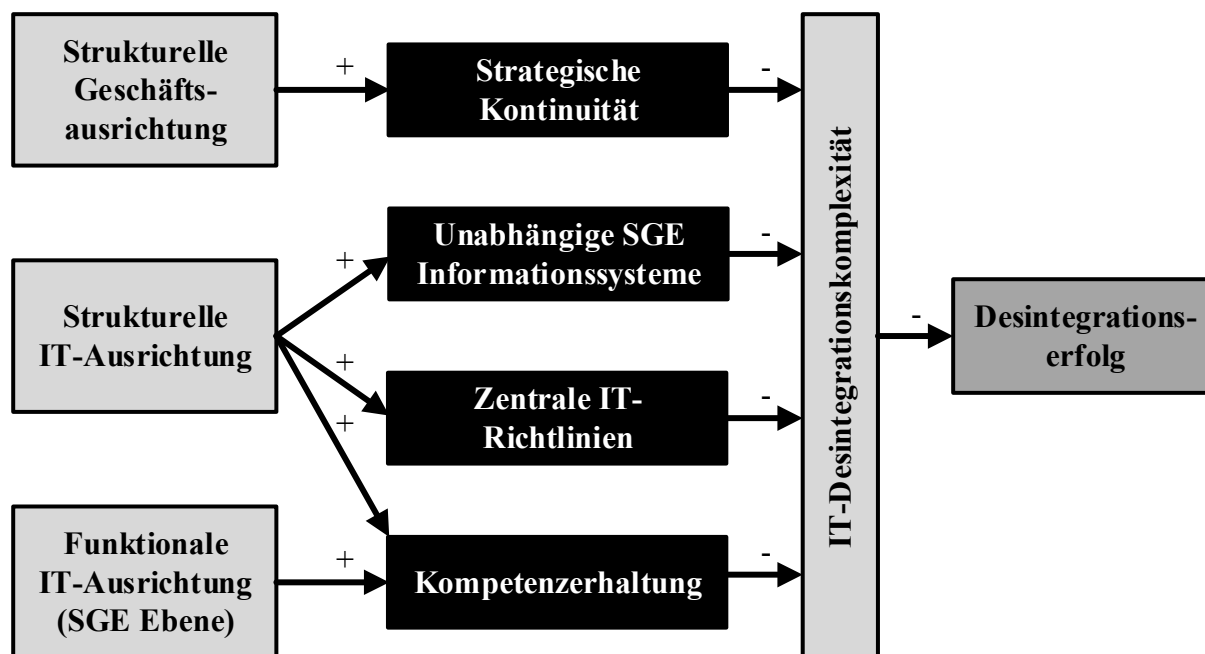 Strukturelle
Geschäfts-
ausrichtung
+
Strategische
Kontinuität
-
Strukturelle
IT-Ausrichtung
+
Unabhängige SGE
Informationssysteme
-
+
Zentrale IT-
Richtlinien
-
+
Funktionale
IT-Ausrichtung
(SGE Ebene)
+
Kompetenzerhaltung
-
IT-Desintegrationskomplexität
-
Desintegrations-
erfolg